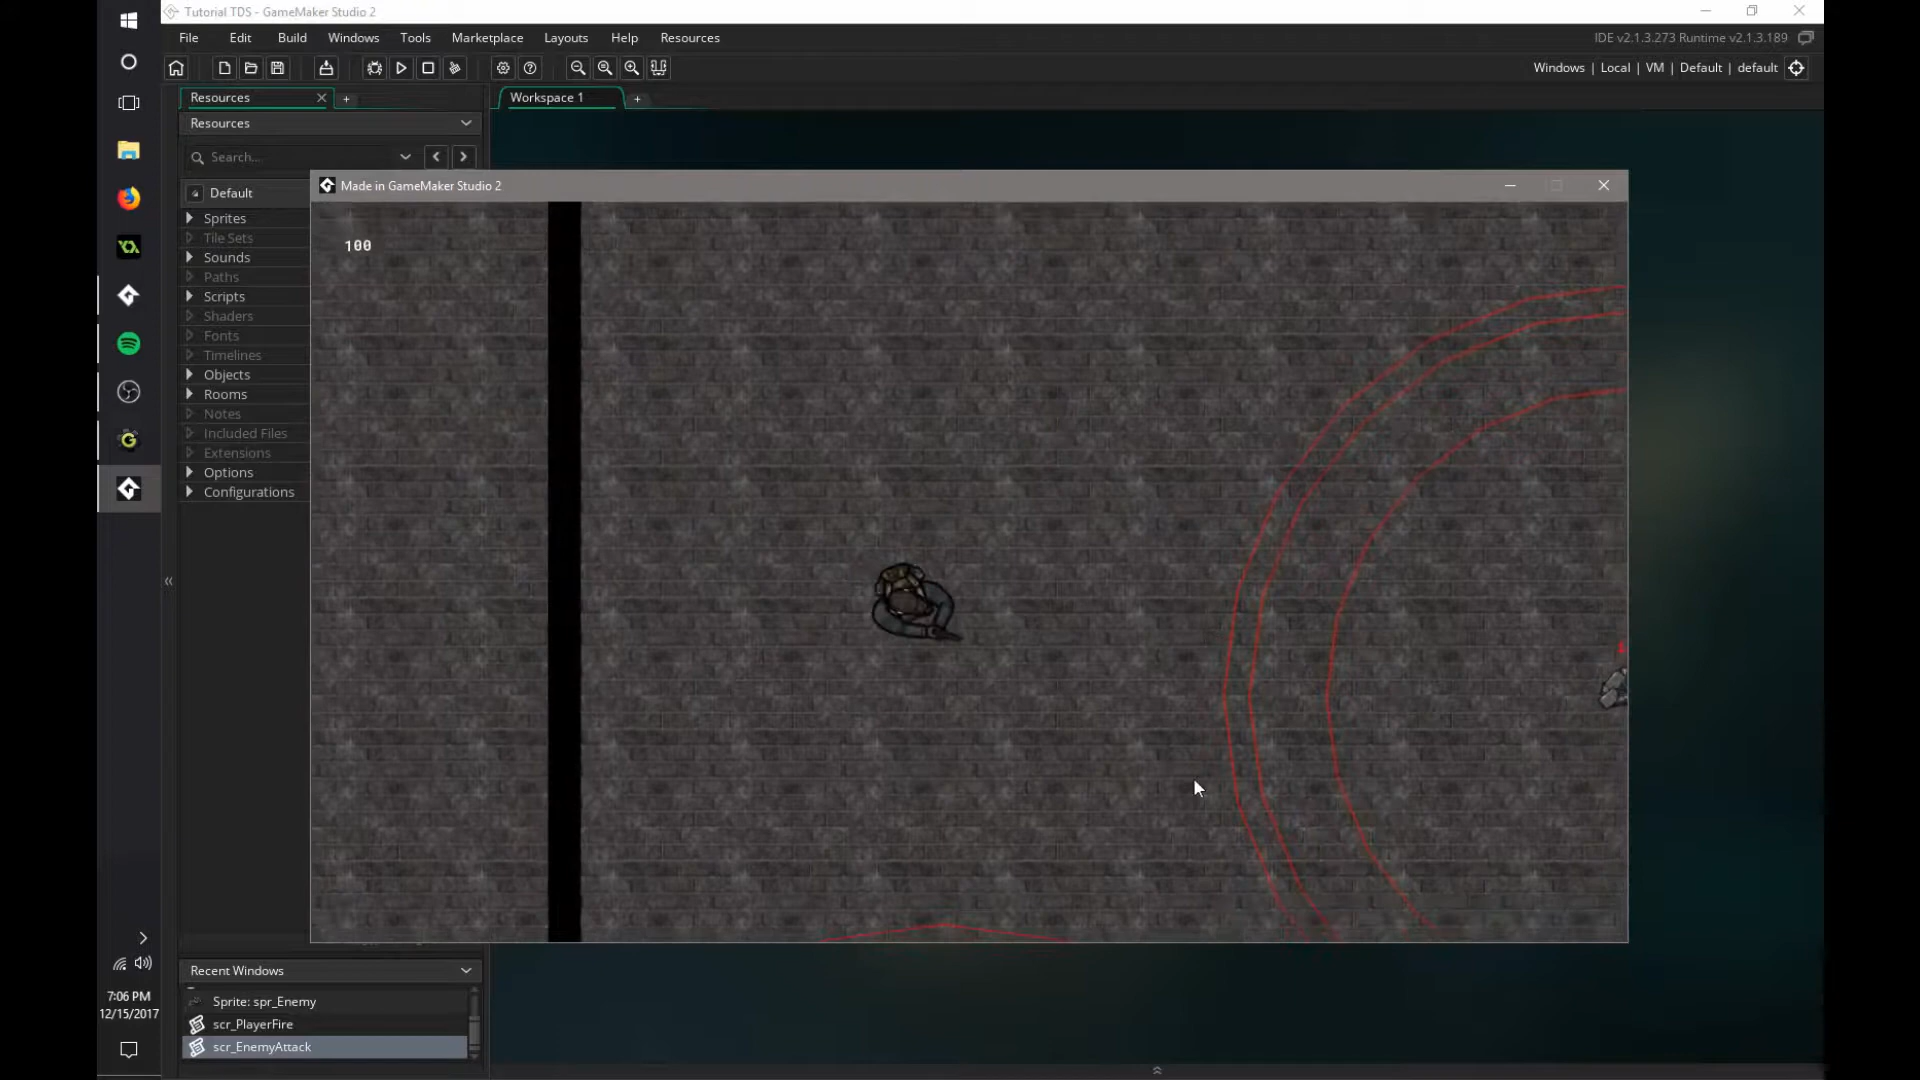 Tutorial TDS - GameMaker Studio 2
File Edit Build Windows Tools Marketplace Layouts Help Resources
IDE v2.1.3.273 Runtime v2.1.3.189
Windows | Local | VM | Default | default
Resources
Workspace 1
Resources
Search...
Made in GameMaker Studio 2
Default
Sprites
Tile Sets
Sounds
Paths
Scripts
Shaders
Fonts
Timelines
Objects
Rooms
Notes
Included Files
Extensions
Options
Configurations
100
Recent Windows
Sprite: spr_Enemy
scr_PlayerFire
scr_EnemyAttack
7:06 PM
12/15/2017